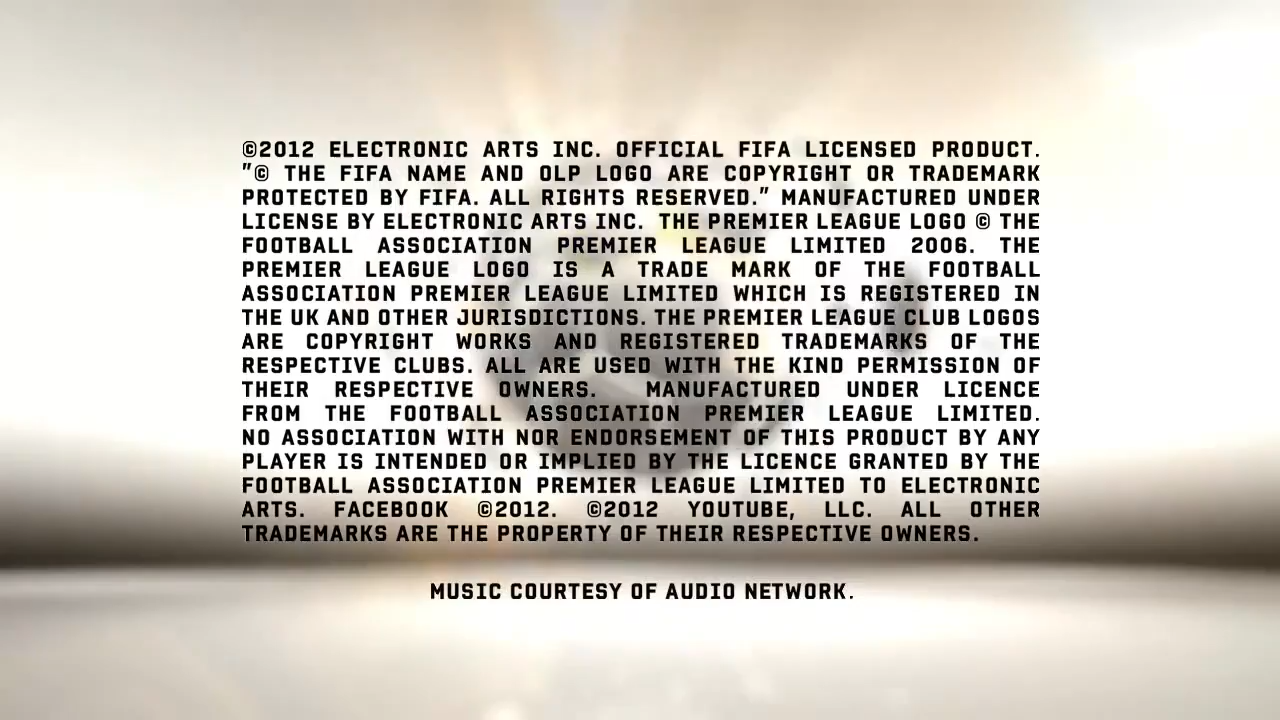 ©2012 ELECTRONIC ARTS INC. OFFICIAL FIFA LICENSED PRODUCT.
"© THE FIFA NAME AND OLP LOGO ARE COPYRIGHT OR TRADEMARK
PROTECTED BY FIFA. ALL RIGHTS RESERVED." MANUFACTURED UNDER
LICENSE BY ELECTRONIC ARTS INC. THE PREMIER LEAGUE LOGO © THE
FOOTBALL ASSOCIATION PREMIER LEAGUE LIMITED 2006. THE
PREMIER LEAGUE LOGO IS A TRADE MARK OF THE FOOTBALL
ASSOCIATION PREMIER LEAGUE LIMITED WHICH IS REGISTERED IN
THE UK AND OTHER JURISDICTIONS. THE PREMIER LEAGUE CLUB LOGOS
ARE COPYRIGHT WORKS AND REGISTERED TRADEMARKS OF THE
RESPECTIVE CLUBS. ALL ARE USED WITH THE KIND PERMISSION OF
THEIR RESPECTIVE OWNERS. MANUFACTURED UNDER LICENCE
FROM THE FOOTBALL ASSOCIATION PREMIER LEAGUE LIMITED.
NO ASSOCIATION WITH NOR ENDORSEMENT OF THIS PRODUCT BY ANY
PLAYER IS INTENDED OR IMPLIED BY THE LICENCE GRANTED BY THE
FOOTBALL ASSOCIATION PREMIER LEAGUE LIMITED TO ELECTRONIC
ARTS. FACEBOOK ©2012. ©2012 YOUTUBE, LLC. ALL OTHER
TRADEMARKS ARE THE PROPERTY OF THEIR RESPECTIVE OWNERS.
MUSIC COURTESY OF AUDIO NETWORK.